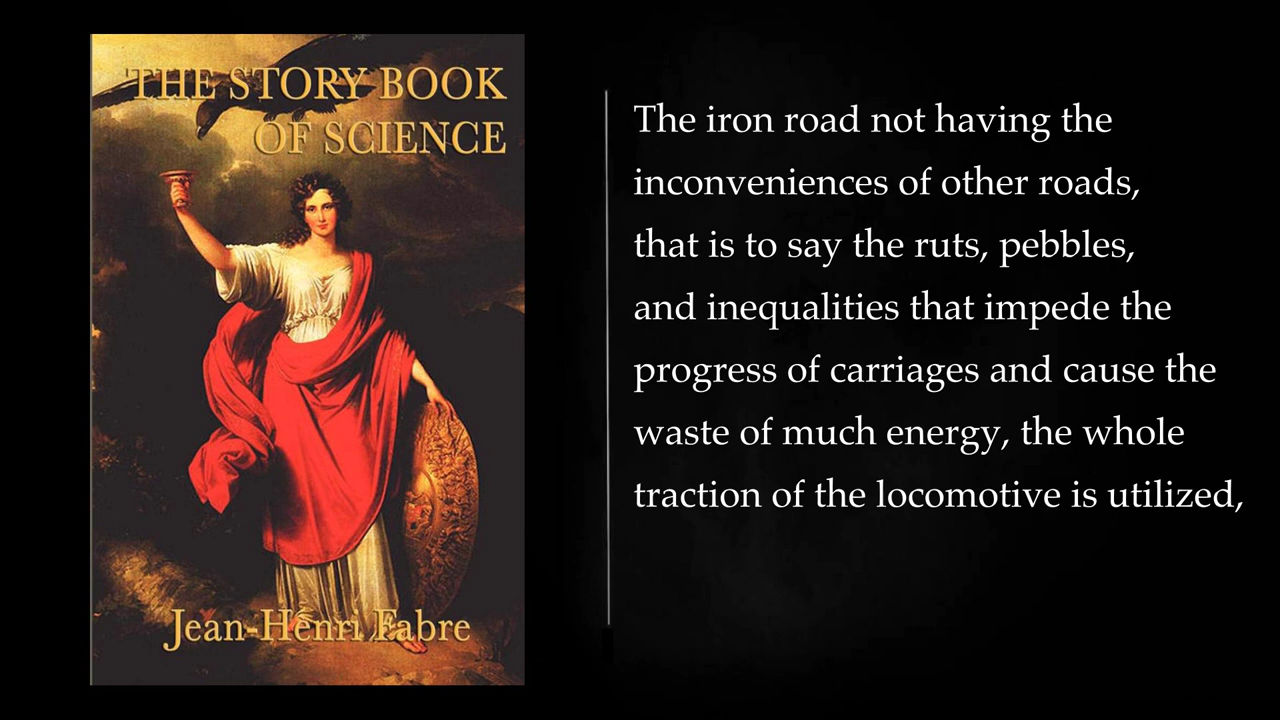 THE STORY BOOK
OF SCIENCE
Jean-Henri Fabre
The iron road not having the
inconveniences of other roads,
that is to say the ruts, pebbles,
and inequalities that impede the
progress of carriages and cause the
waste of much energy, the whole
traction of the locomotive is utilized,